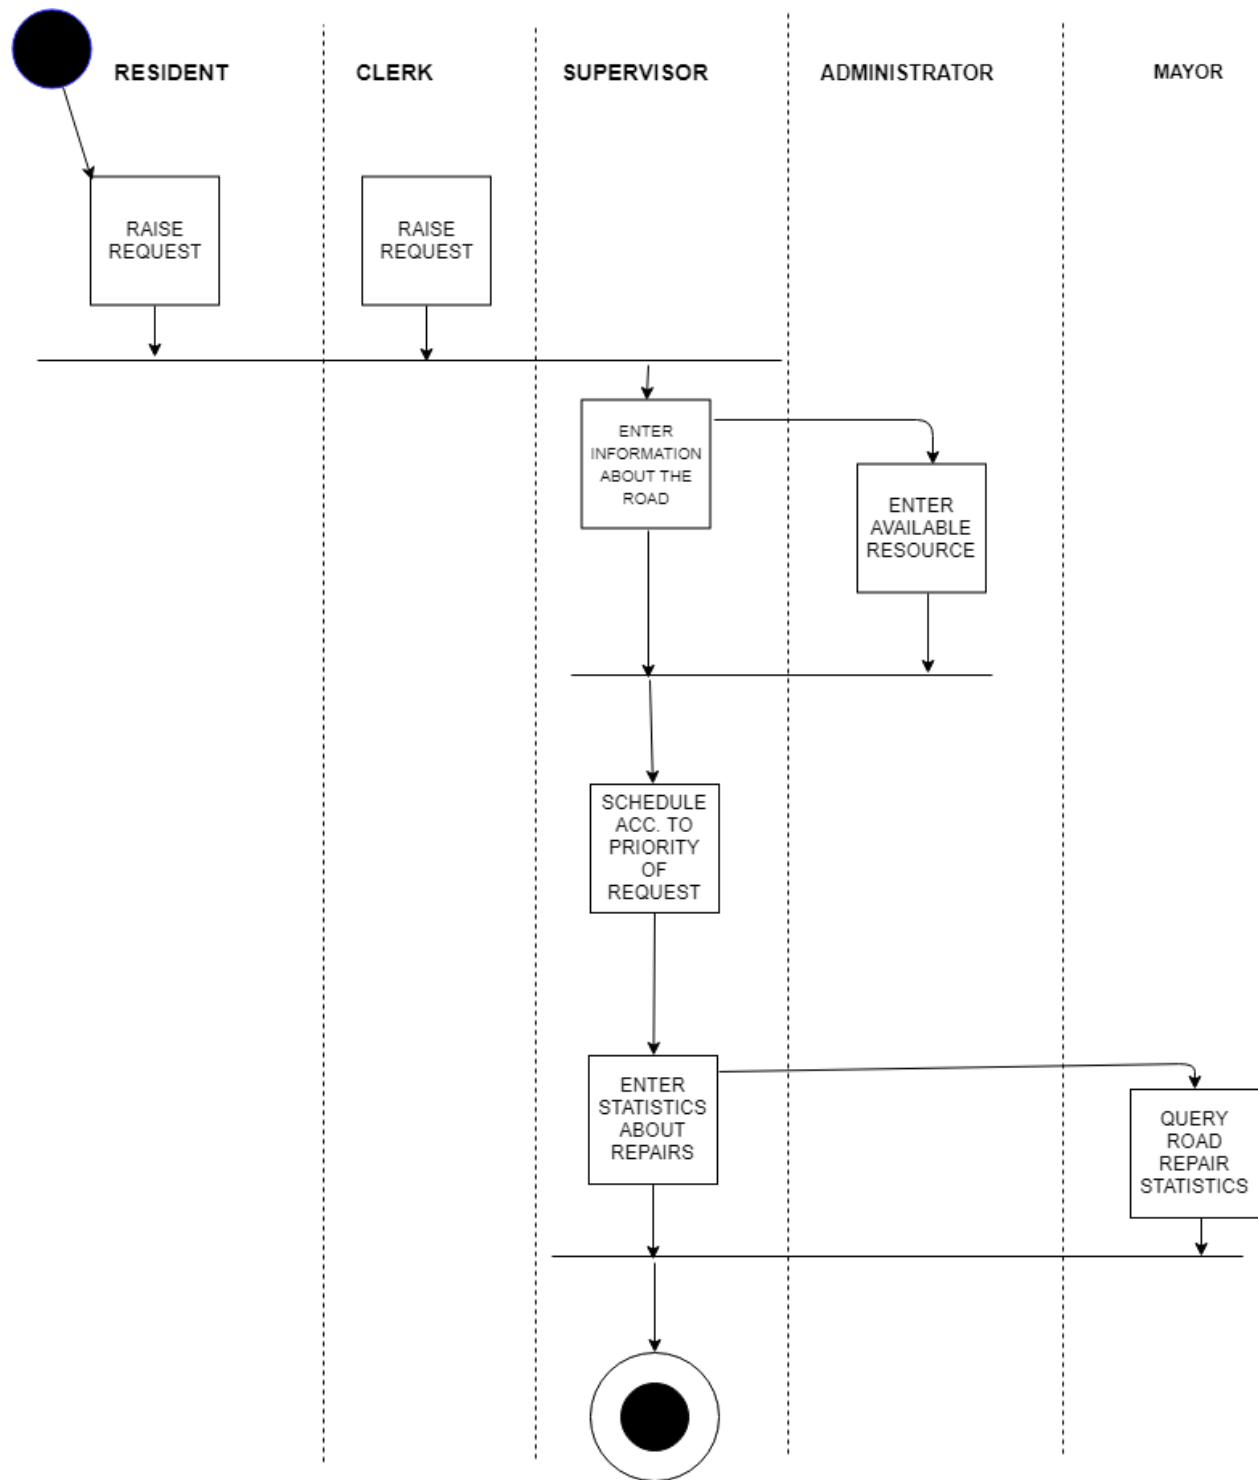 RESIDENT
CLERK
SUPERVISOR
ADMINISTRATOR
MAYOR
RAISE
REQUEST
RAISE
REQUEST
ENTER
INFORMATION
ABOUT THE
ROAD
ENTER
AVAILABLE
RESOURCE
SCHEDULE
ACC. TO
PRIORITY
OF
REQUEST
ENTER
STATISTICS
ABOUT
REPAIRS
QUERY
ROAD
REPAIR
STATISTICS